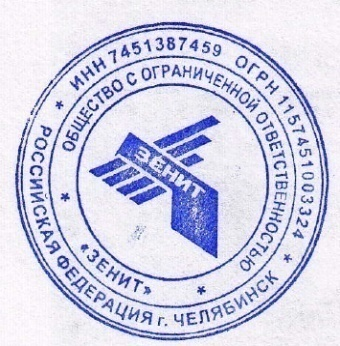 * ИНН 7451387459 ОГРН 1157451003324 *
РОССИЙСКАЯ ФЕДЕРАЦИЯ г. ЧЕЛЯБИНСК
* ОБЩЕСТВО С ОГРАНИЧЕННОЙ ОТВЕТСТВЕННОСТЬЮ *
«ЗЕНИТ»
ЗЕНИТ